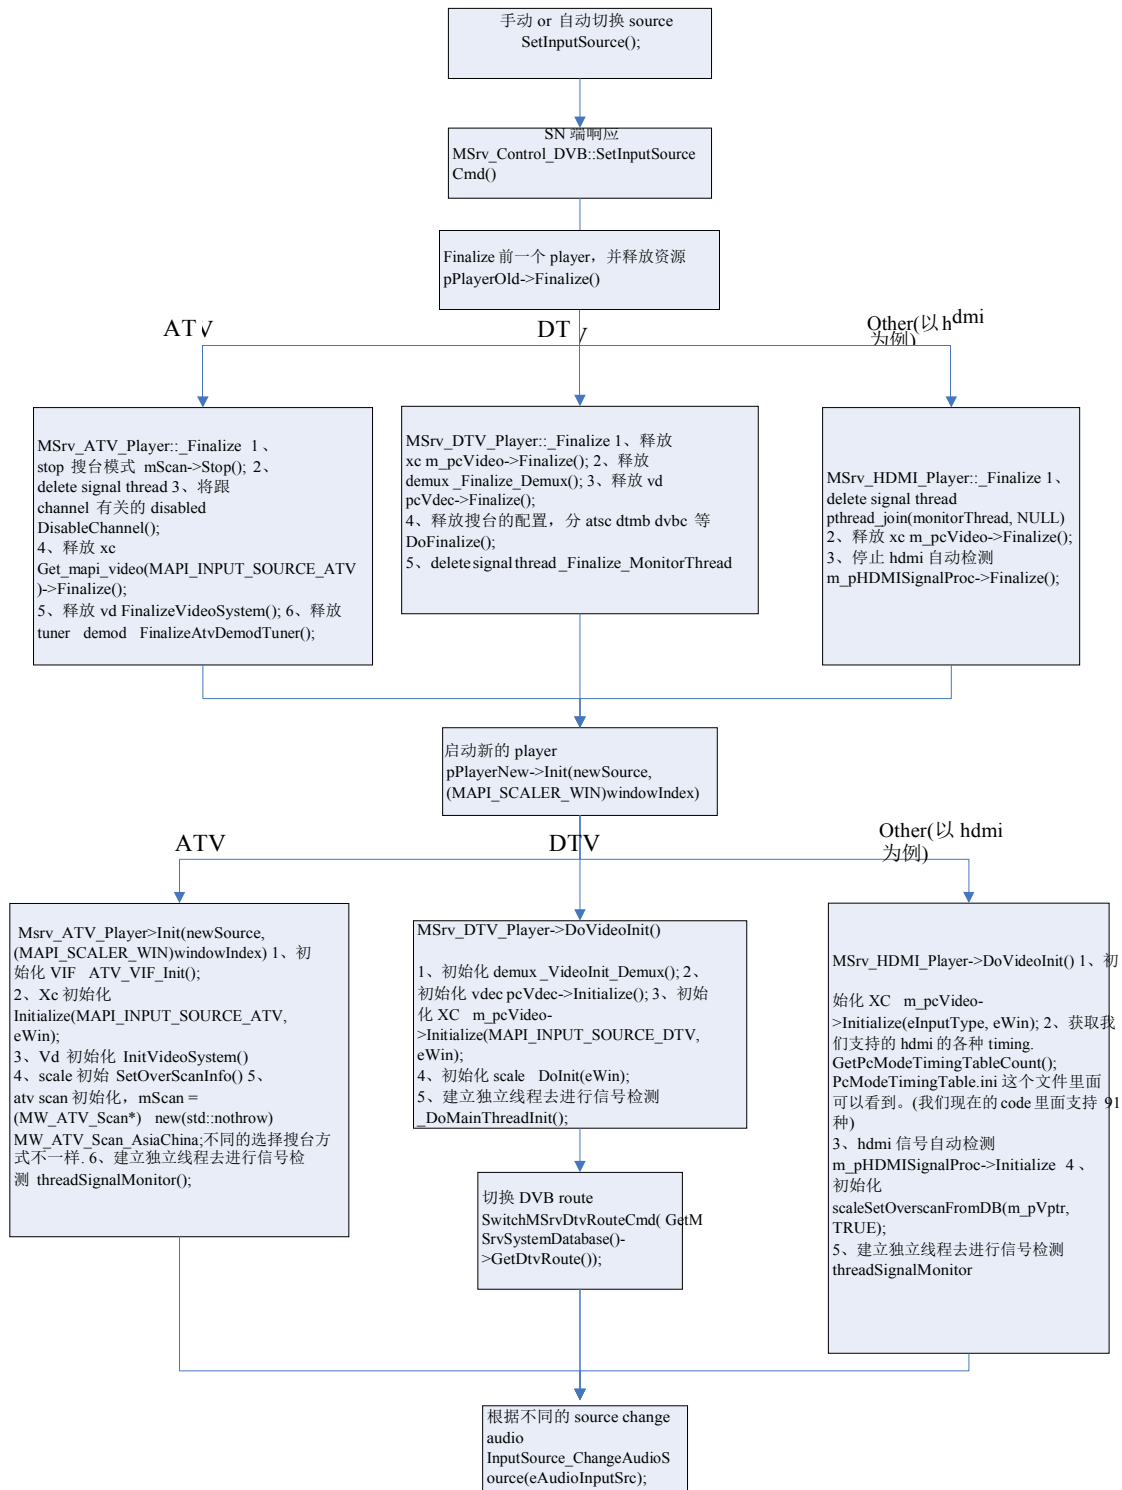 手动 or 自动切换 source
SetInputSource();
SN 端响应
MSrv_Control_DVB::SetInputSource
Cmd()
Finalize 前一个 player，并释放资源
pPlayerOld->Finalize()
ATV
DTV
Other(以 hdmi
为例)
MSrv_ATV_Player::_Finalize 1、
stop 搜台模式 mScan->Stop(); 2、
delete signal thread 3、将跟
channel 有关的 disabled
DisableChannel();
4、释放 xc
Get_mapi_video(MAPI_INPUT_SOURCE_ATV
)->Finalize();
5、释放 vd FinalizeVideoSystem(); 6、释放
tuner demod FinalizeAtvDemodTuner();
MSrv_DTV_Player::_Finalize 1、释放
xc m_pcVideo->Finalize(); 2、释放
demux _Finalize_Demux(); 3、释放 vd
pcVdec->Finalize();
4、释放搜台的配置，分 atsc dtmb dvbc 等
DoFinalize();
5、delete signal thread _Finalize_MonitorThread
MSrv_HDMI_Player::_Finalize 1、
delete signal thread
pthread_join(monitorThread, NULL)
2、释放 xc m_pcVideo->Finalize();
3、停止 hdmi 自动检测
m_pHDMISignalProc->Finalize();
启动新的 player
pPlayerNew->Init(newSource,
(MAPI_SCALER_WIN)windowIndex)
ATV
DTV
Other(以 hdmi
为例)
Msrv_ATV_Player>Init(newSource,
(MAPI_SCALER_WIN)windowIndex) 1、初
始化 VIF ATV_VIF_Init();
2、Xc 初始化
Initialize(MAPI_INPUT_SOURCE_ATV,
eWin);
3、Vd 初始化 InitVideoSystem()
4、scale 初始 SetOverScanInfo() 5、
atv scan 初始化，mScan =
(MW_ATV_Scan*) new(std::nothrow)
MW_ATV_Scan_AsiaChina;不同的选择搜台方
式不一样. 6、建立独立线程去进行信号检
测 threadSignalMonitor();
MSrv_DTV_Player->DoVideoInit()
1、初始化 demux _VideoInit_Demux(); 2、
初始化 vdec pcVdec->Initialize(); 3、初始
化 XC m_pcVideo-
>Initialize(MAPI_INPUT_SOURCE_DTV,
eWin);
4、初始化 scale DoInit(eWin);
5、建立独立线程去进行信号检测
_DoMainThreadInit();
切换 DVB route
SwitchMSrvDtvRouteCmd( GetM
SrvSystemDatabase()-
>GetDtvRoute());
MSrv_HDMI_Player->DoVideoInit() 1、初
始化 XC m_pcVideo-
>Initialize(eInputType, eWin); 2、获取我
们支持的 hdmi 的各种 timing.
GetPcModeTimingTableCount();
PcModeTimingTable.ini 这个文件里面
可以看到。(我们现在的 code 里面支持 91
种)
3、hdmi 信号自动检测
m_pHDMISignalProc->Initialize 4、
初始化
scaleSetOverscanFromDB(m_pVptr,
TRUE);
5、建立独立线程去进行信号检测
threadSignalMonitor
根据不同的 source change
audio
InputSource_ChangeAudioS
ource(eAudioInputSrc);